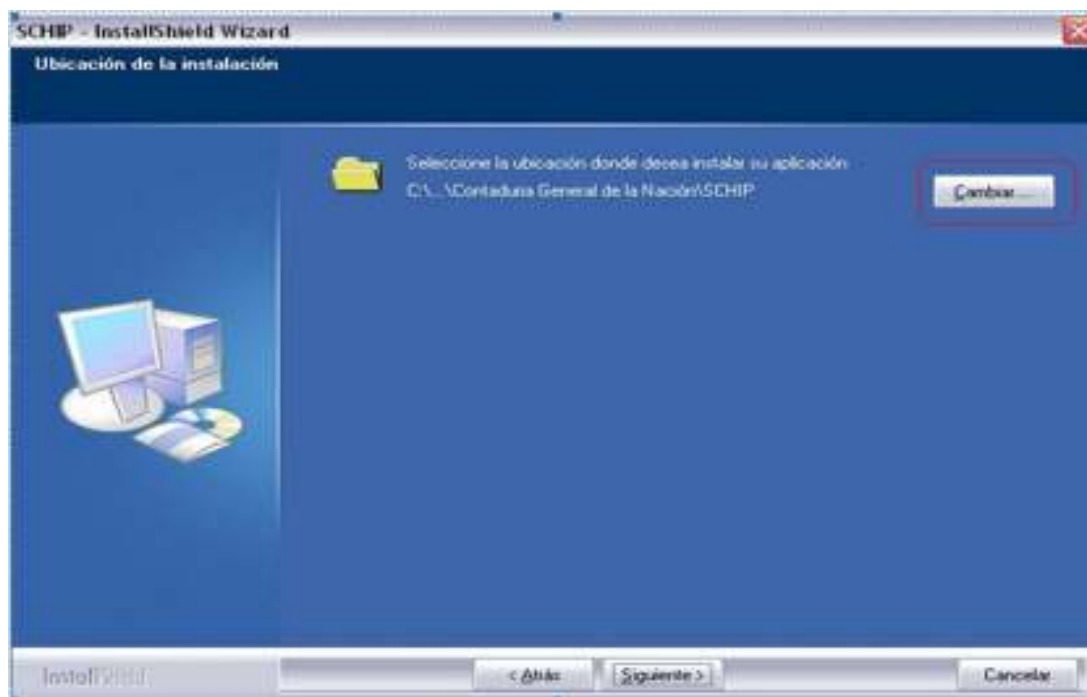 SCHIP - InstallShield Wizard
Ubicación de la instalación
Seleccione la ubicación donde desea instalar su aplicación
C:\...\Contaduria General de la Nación\SCHIP
Cambiar...
InstallShield
< Atrás
Siguiente >
Cancelar